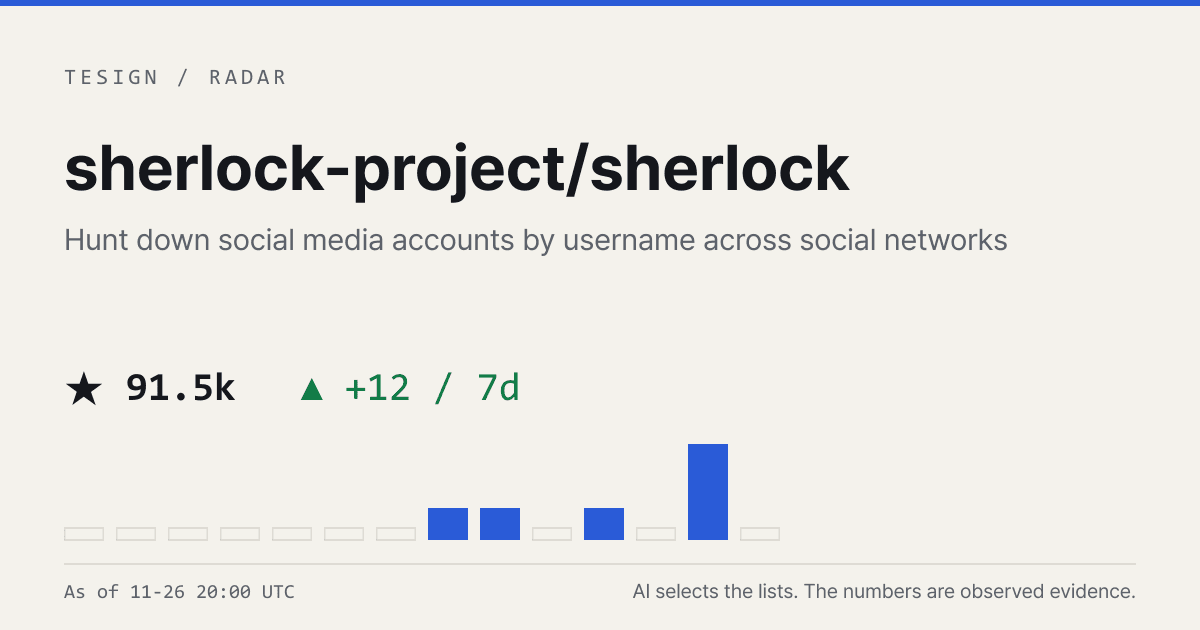 TESIGN / RADAR
sherlock-project/sherlock
Hunt down social media accounts by username across social networks
★ 91.5k ▲ +12 / 7d
As of 11-26 20:00 UTC
AI selects the lists. The numbers are observed evidence.